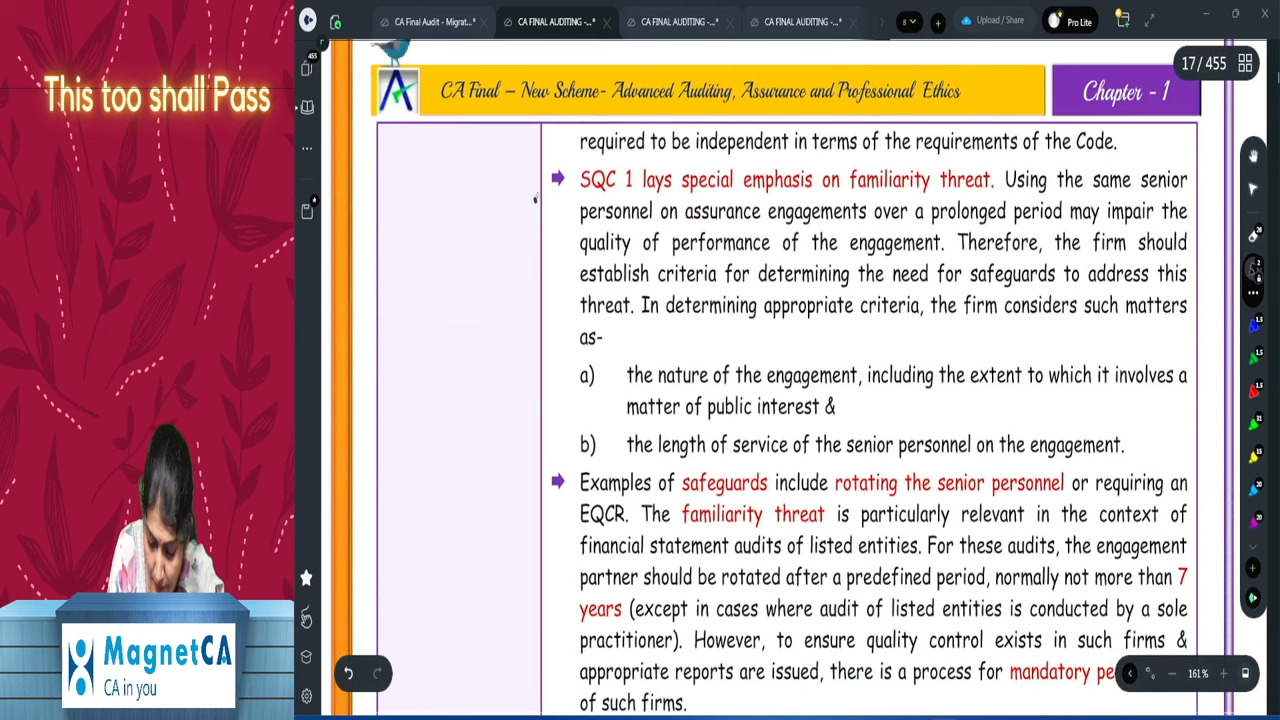 CA Final Audit - Migrat...*
CA FINAL AUDITING -...*
CA FINAL AUDITING -...*
CA FINAL AUDITING -...*
8
Upload / Share
Pro Lite
455
17 / 455
This too shall Pass
CA Final – New Scheme- Advanced Auditing, Assurance and Professional Ethics
Chapter - 1
required to be independent in terms of the requirements of the Code.
SQC 1 lays special emphasis on familiarity threat. Using the same senior
personnel on assurance engagements over a prolonged period may impair the
quality of performance of the engagement. Therefore, the firm should
establish criteria for determining the need for safeguards to address this
threat. In determining appropriate criteria, the firm considers such matters
as-
a) the nature of the engagement, including the extent to which it involves a
matter of public interest &
b) the length of service of the senior personnel on the engagement.
Examples of safeguards include rotating the senior personnel or requiring an
EQCR. The familiarity threat is particularly relevant in the context of
financial statement audits of listed entities. For these audits, the engagement
partner should be rotated after a predefined period, normally not more than 7
years (except in cases where audit of listed entities is conducted by a sole
practitioner). However, to ensure quality control exists in such firms &
appropriate reports are issued, there is a process for mandatory pe
of such firms.
161%
MagnetCA
CA in you